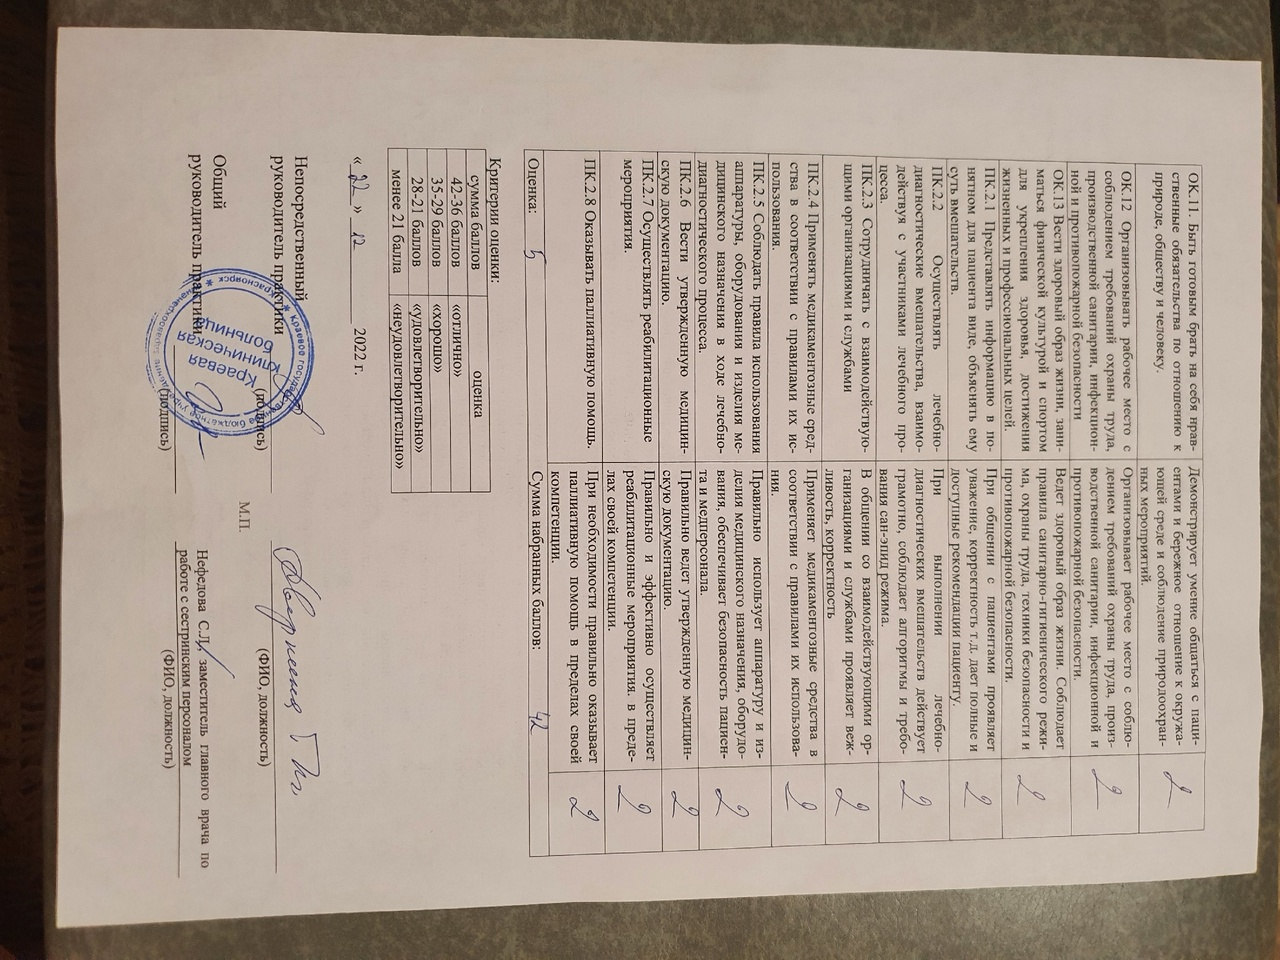 ОК.11. Быть готовым брать на себя нрав-
ственные обязательства по отношению к
природе, обществу и человеку.
Демонстрирует умение общаться с паци-
ентами и бережное отношение к окружа-
ющей среде и соблюдение природоохран-
ных мероприятий.
2
ОК.12 Организовывать рабочее место с
соблюдением требований охраны труда,
производственной санитарии, инфекцион-
ной и противопожарной безопасности
Организовывает рабочее место с соблю-
дением требований охраны труда, произ-
водственной санитарии, инфекционной и
противопожарной безопасности.
2
ОК.13 Вести здоровый образ жизни, зани-
маться физической культурой и спортом
для укрепления здоровья, достижения
жизненных и профессиональных целей.
Ведет здоровый образ жизни. Соблюдает
правила санитарно-гигиенического режи-
ма, охраны труда, техники безопасности и
противопожарной безопасности.
2
ПК.2.1 Представлять информацию в по-
нятном для пациента виде, объяснять ему
суть вмешательств.
При общении с пациентами проявляет
уважение, корректность т.д. дает полные и
доступные рекомендации пациенту.
2
ПК.2.2 Осуществлять лечебно-
диагностические вмешательства, взаимо-
действуя с участниками лечебного про-
цесса.
При выполнении лечебно-
диагностических вмешательств действует
грамотно, соблюдает алгоритмы и требо-
вания сан-эпид режима.
2
ПК.2.3 Сотрудничать с взаимодействую-
щими организациями и службами
В общении со взаимодействующими ор-
ганизациями и службами проявляет веж-
ливость, корректность
2
ПК.2.4 Применять медикаментозные сред-
ства в соответствии с правилами их ис-
пользования.
Применяет медикаментозные средства в
соответствии с правилами их использова-
ния.
2
ПК.2.5 Соблюдать правила использования
аппаратуры, оборудования и изделия ме-
дицинского назначения в ходе лечебно-
диагностического процесса.
Правильно использует аппаратуру и из-
делия медицинского назначения, оборудо-
вания, обеспечивает безопасность пациен-
та и медперсонала.
2
ПК.2.6 Вести утвержденную медицин-
скую документацию.
Правильно ведет утвержденную медицин-
скую документацию.
2
ПК.2.7 Осуществлять реабилитационные
мероприятия.
Правильно и эффективно осуществляет
реабилитационные мероприятия. в преде-
лах своей компетенции.
2
ПК.2.8 Оказывать паллиативную помощь.
При необходимости правильно оказывает
паллиативную помощь в пределах своей
компетенции.
2
Оценка: 5
Сумма набранных баллов: 42
Критерии оценки:
сумма баллов оценка
42-36 баллов «отлично»
35-29 баллов «хорошо»
28-21 баллов «удовлетворительно»
менее 21 балла «неудовлетворительно»
« 22 » 12 2022 г.
Непосредственный
руководитель практики
(подпись)
(ФИО, должность)
М.П.
Общий
руководитель практики
(подпись)
Нефедова С.Л. заместитель главного врача по
работе с сестринским персоналом
(ФИО, должность)
Краевая
клиническая
больница